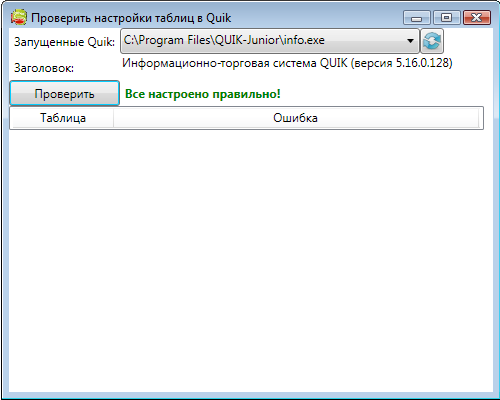 Проверить настройки таблиц в Quik
Запущенные Quik: C:\Program Files\QUIK-Junior\info.exe
Заголовок: Информационно-торговая система QUIK (версия 5.16.0.128)
Проверить Все настроено правильно!
Таблица Ошибка